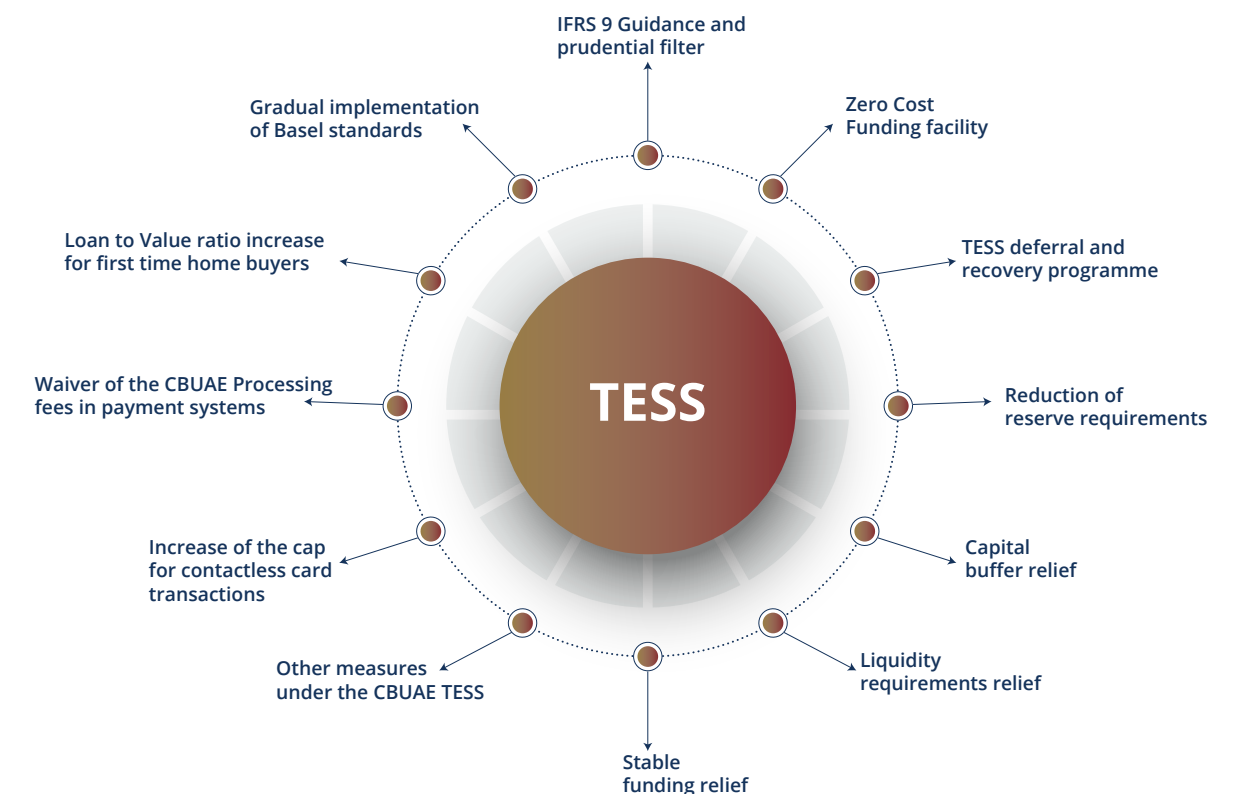 IFRS 9 Guidance and
prudential filter
Zero Cost
Funding facility
TESS deferral and
recovery programme
Reduction of
reserve requirements
Capital
buffer relief
Liquidity
requirements relief
Stable
funding relief
Other measures
under the CBUAE TESS
Increase of the cap
for contactless card
transactions
Waiver of the CBUAE Processing
fees in payment systems
Loan to Value ratio increase
for first time home buyers
Gradual implementation
of Basel standards
TESS